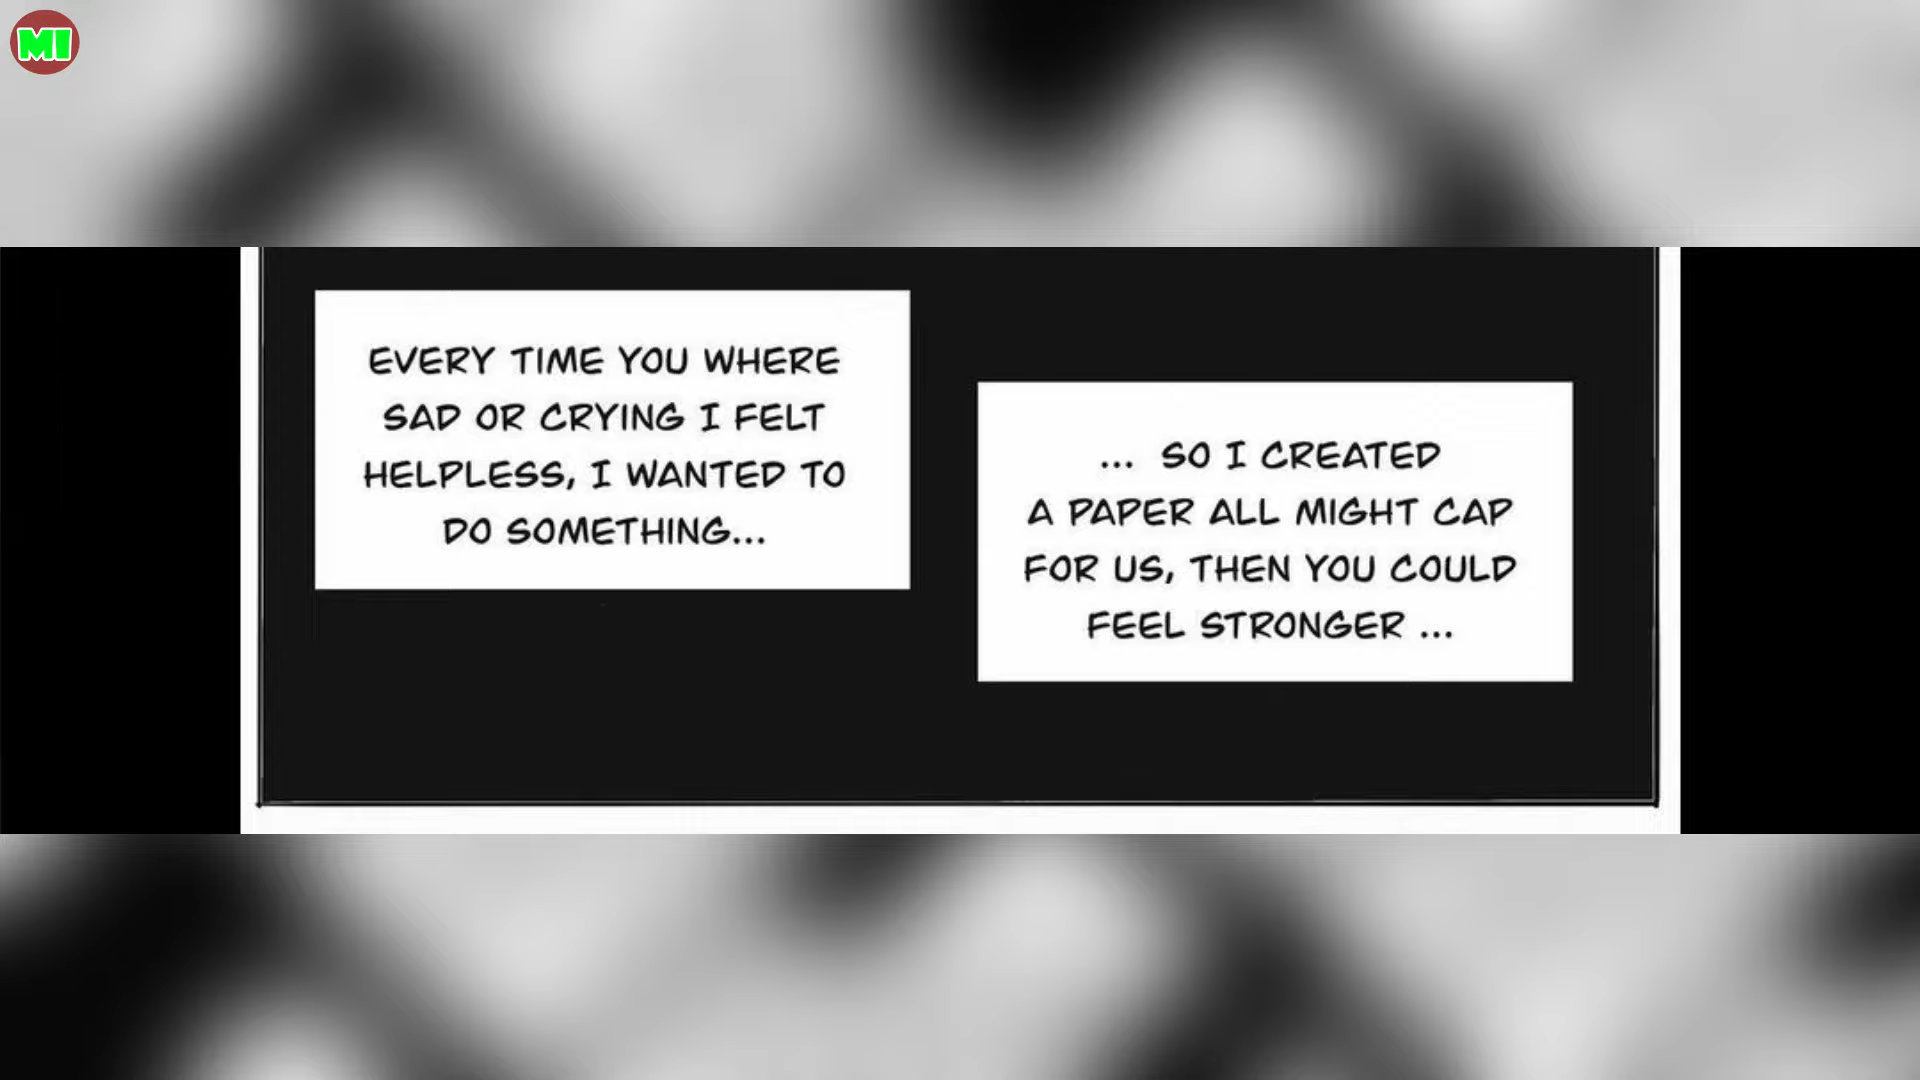 MI
EVERY TIME YOU WHERE
SAD OR CRYING I FELT
HELPLESS, I WANTED TO
DO SOMETHING...
... SO I CREATED
A PAPER ALL MIGHT CAP
FOR US, THEN YOU COULD
FEEL STRONGER ...